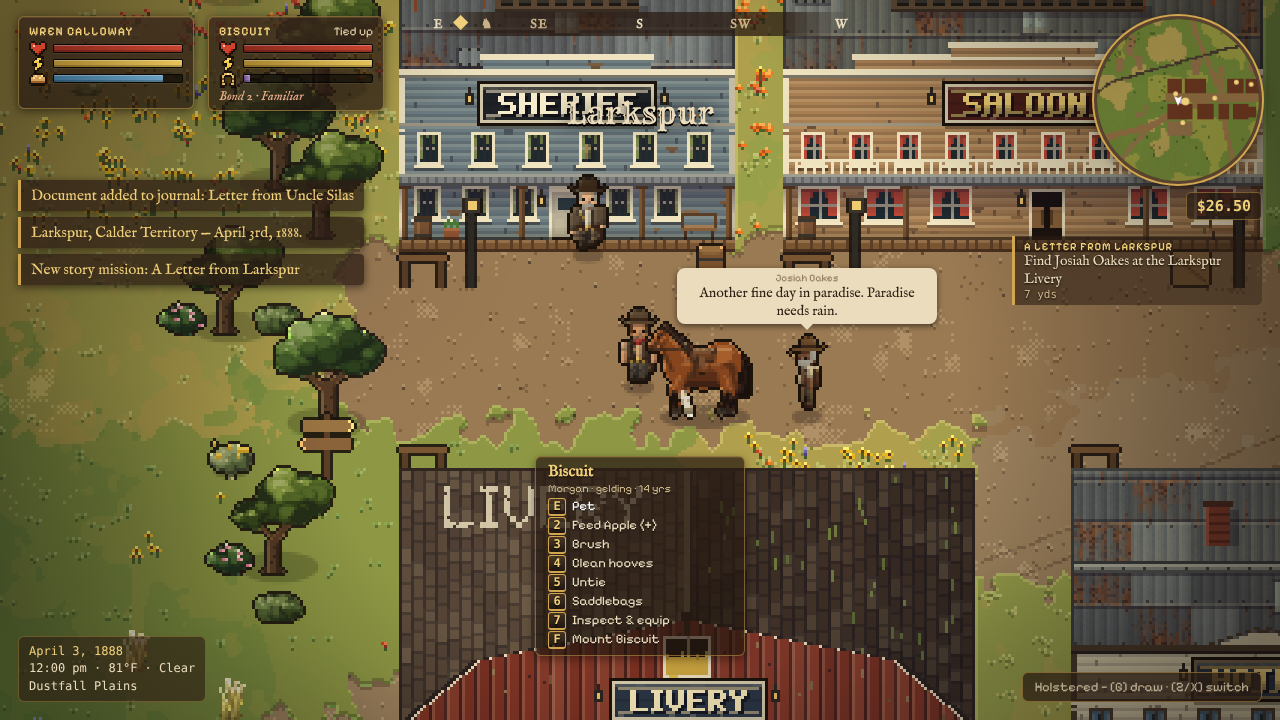 WREN CALLOWAY
BISCUIT
Tied up
Bond 2 · Familiar
E
SE
S
SW
W
SHERIFF
Larkspur
SALOON
Document added to journal: Letter from Uncle Silas
Larkspur, Calder Territory — April 3rd, 1888.
New story mission: A Letter from Larkspur
$26.50
A LETTER FROM LARKSPUR
Find Josiah Oakes at the Larkspur
Livery
7 yds
Josiah Oakes
Another fine day in paradise. Paradise
needs rain.
Biscuit
Morgan · gelding · 14 yrs
E Pet
2 Feed Apple (+)
3 Brush
4 Clean hooves
5 Untie
6 Saddlebags
7 Inspect & equip
F Mount Biscuit
LIV
LIVERY
April 3, 1888
12:00 pm · 81°F · Clear
Dustfall Plains
Holstered - (G) draw · (Z/X) switch